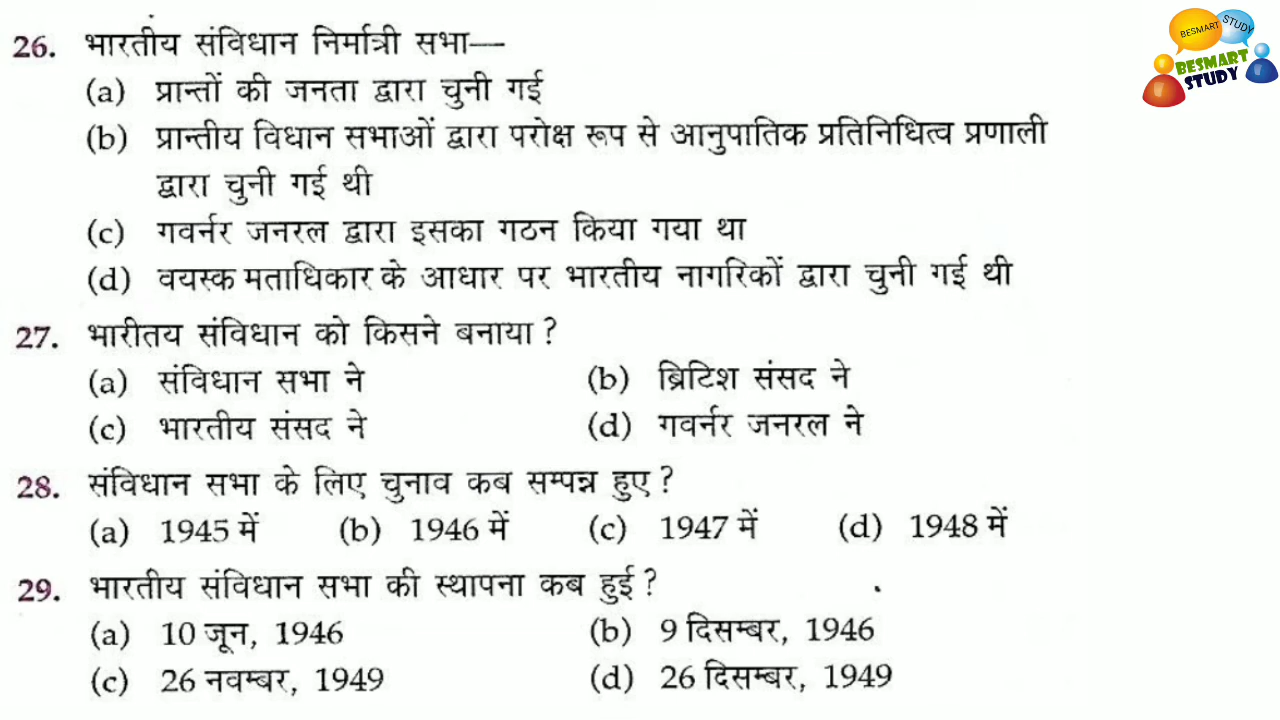 BESMART STUDY
BESMART
STUDY
26. भारतीय संविधान निर्मात्री सभा—
(a) प्रान्तों की जनता द्वारा चुनी गई
(b) प्रान्तीय विधान सभाओं द्वारा परोक्ष रूप से आनुपातिक प्रतिनिधित्व प्रणाली
द्वारा चुनी गई थी
(c) गवर्नर जनरल द्वारा इसका गठन किया गया था
(d) वयस्क मताधिकार के आधार पर भारतीय नागरिकों द्वारा चुनी गई थी
27. भारीतय संविधान को किसने बनाया ?
(a) संविधान सभा ने (b) ब्रिटिश संसद ने
(c) भारतीय संसद ने (d) गवर्नर जनरल ने
28. संविधान सभा के लिए चुनाव कब सम्पन्न हुए ?
(a) 1945 में (b) 1946 में (c) 1947 में (d) 1948 में
29. भारतीय संविधान सभा की स्थापना कब हुई ?
(a) 10 जून, 1946 (b) 9 दिसम्बर, 1946
(c) 26 नवम्बर, 1949 (d) 26 दिसम्बर, 1949